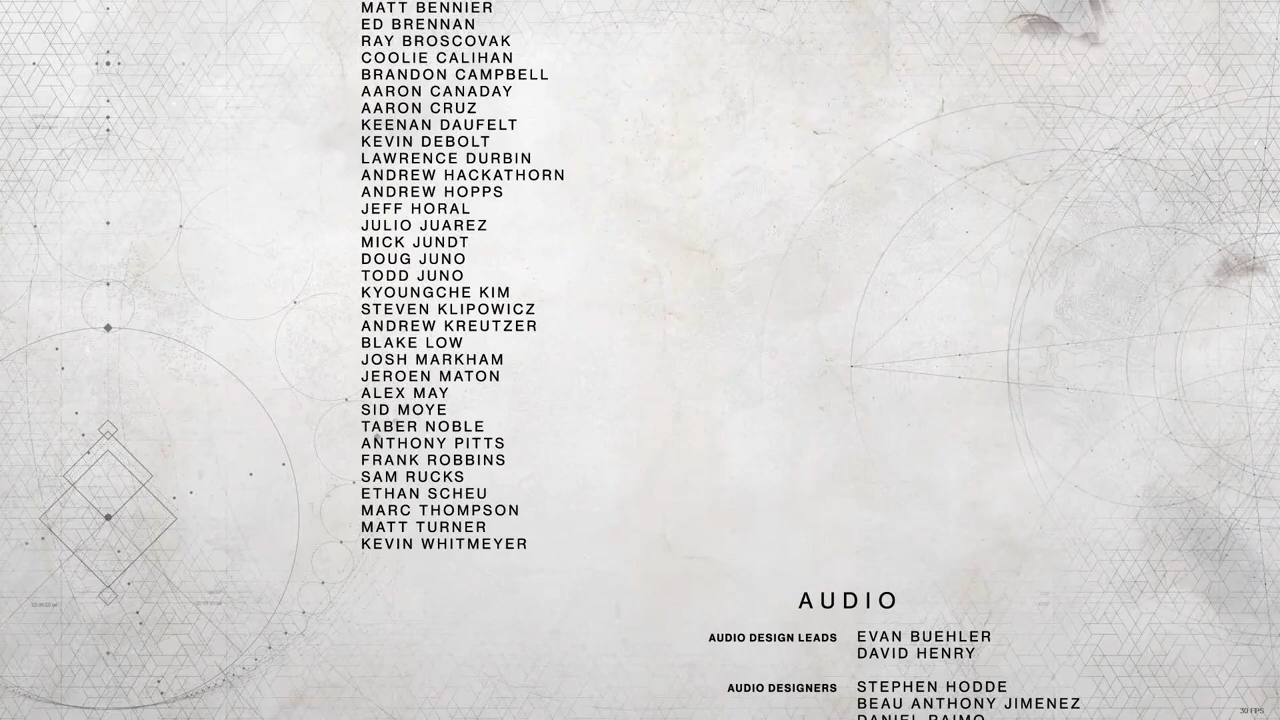 MATT BENNIER
ED BRENNAN
RAY BROSCOVAK
COOLIE CALIHAN
BRANDON CAMPBELL
AARON CANADAY
AARON CRUZ
KEENAN DAUFELT
KEVIN DEBOLT
LAWRENCE DURBIN
ANDREW HACKATHORN
ANDREW HOPPS
JEFF HORAL
JULIO JUAREZ
MICK JUNDT
DOUG JUNO
TODD JUNO
KYOUNGCHE KIM
STEVEN KLIPOWICZ
ANDREW KREUTZER
BLAKE LOW
JOSH MARKHAM
JEROEN MATON
ALEX MAY
SID MOYE
TABER NOBLE
ANTHONY PITTS
FRANK ROBBINS
SAM RUCKS
ETHAN SCHEU
MARC THOMPSON
MATT TURNER
KEVIN WHITMEYER
AUDIO
AUDIO DESIGN LEADS EVAN BUEHLER
DAVID HENRY
AUDIO DESIGNERS STEPHEN HODDE
BEAU ANTHONY JIMENEZ
DANIEL RAIMO
30 FPS